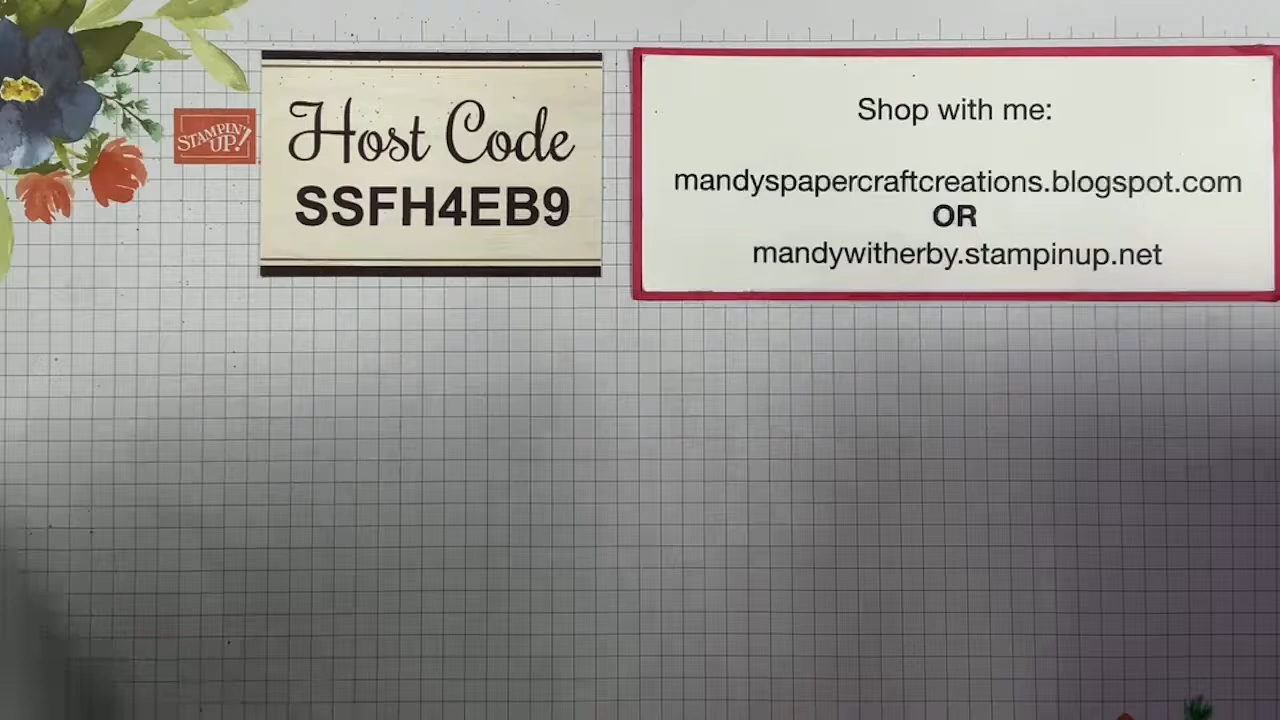 STAMPIN' UP!
Host Code
SSFH4EB9
Shop with me:
mandyspapercraftcreations.blogspot.com
OR
mandywitherby.stampinup.net